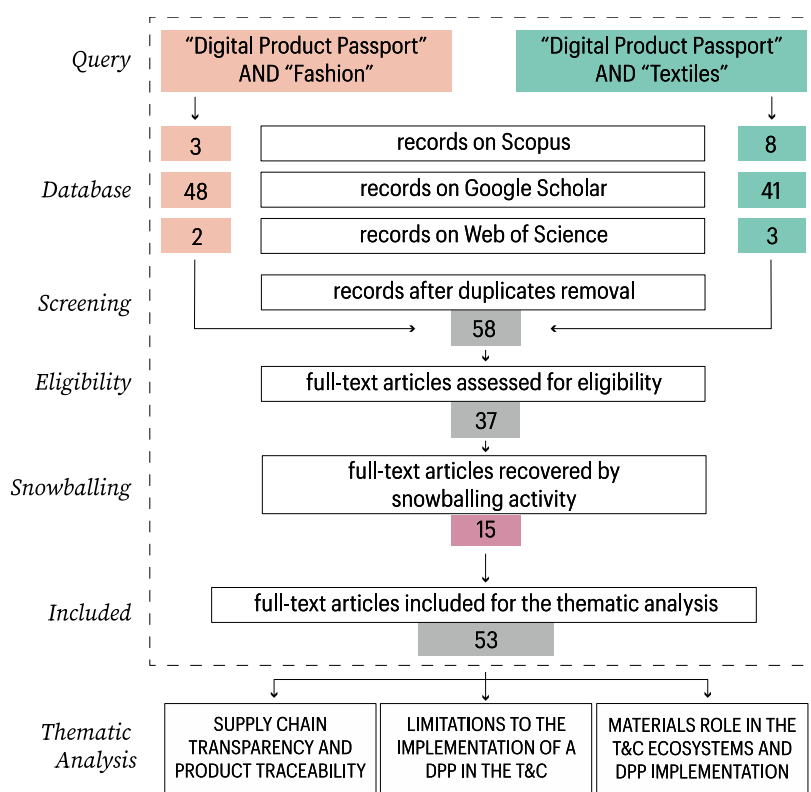 Query
“Digital Product Passport”
AND “Fashion”
“Digital Product Passport”
AND “Textiles”
Database
3
records on Scopus
8
48
records on Google Scholar
41
2
records on Web of Science
3
Screening
records after duplicates removal
58
Eligibility
full-text articles assessed for eligibility
37
Snowballing
full-text articles recovered by
snowballing activity
15
Included
full-text articles included for the thematic analysis
53
Thematic
Analysis
SUPPLY CHAIN
TRANSPARENCY AND
PRODUCT TRACEABILITY
LIMITATIONS TO THE
IMPLEMENTATION OF A
DPP IN THE T&C
MATERIALS ROLE IN THE
T&C ECOSYSTEMS AND
DPP IMPLEMENTATION